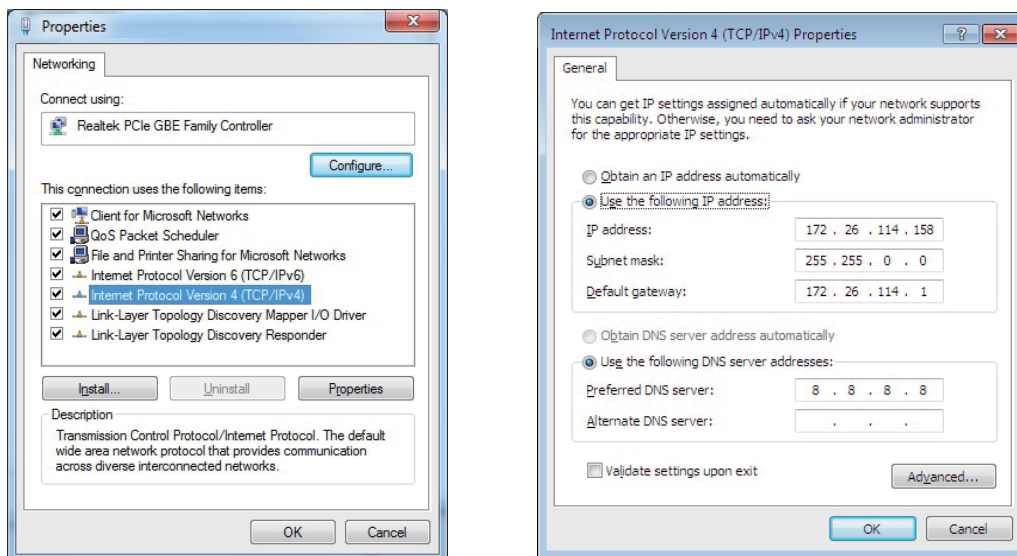 Properties
Networking
Connect using:
Realtek PCIe GBE Family Controller
Configure...
This connection uses the following items:
Client for Microsoft Networks
QoS Packet Scheduler
File and Printer Sharing for Microsoft Networks
Internet Protocol Version 6 (TCP/IPv6)
Internet Protocol Version 4 (TCP/IPv4)
Link-Layer Topology Discovery Mapper I/O Driver
Link-Layer Topology Discovery Responder
Install...
Uninstall
Properties
Description
Transmission Control Protocol/Internet Protocol. The default
wide area network protocol that provides communication
across diverse interconnected networks.
OK
Cancel
Internet Protocol Version 4 (TCP/IPv4) Properties
General
You can get IP settings assigned automatically if your network supports
this capability. Otherwise, you need to ask your network administrator
for the appropriate IP settings.
Obtain an IP address automatically
Use the following IP address:
IP address: 172 . 26 . 114 . 158
Subnet mask: 255 . 255 . 0 . 0
Default gateway: 172 . 26 . 114 . 1
Obtain DNS server address automatically
Use the following DNS server addresses:
Preferred DNS server: 8 . 8 . 8 . 8
Alternate DNS server: . . .
Validate settings upon exit
Advanced...
OK
Cancel